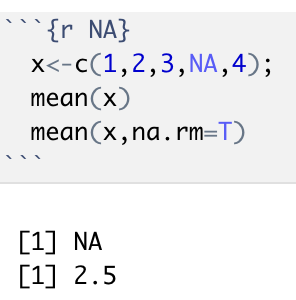 ```{r NA}
x<-c(1,2,3,NA,4);
mean(x)
mean(x,na.rm=T)
```
[1] NA
[1] 2.5